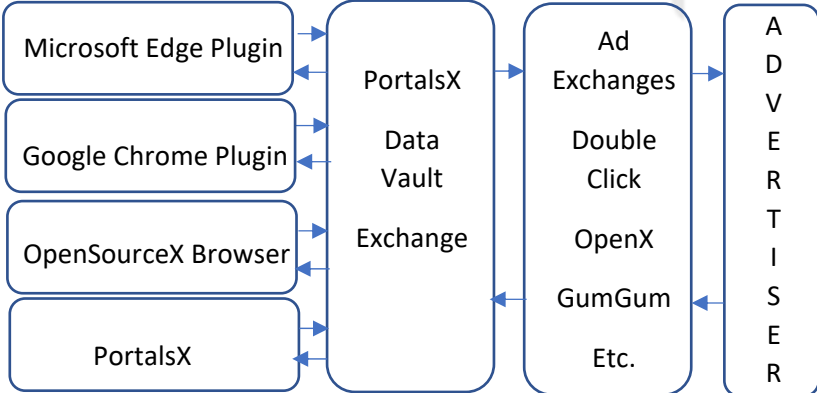 Microsoft Edge Plugin
Google Chrome Plugin
OpenSourceX Browser
PortalsX
PortalsX
Data
Vault
Exchange
Ad
Exchanges
Double
Click
OpenX
GumGum
Etc.
A
D
V
E
R
T
I
S
E
R